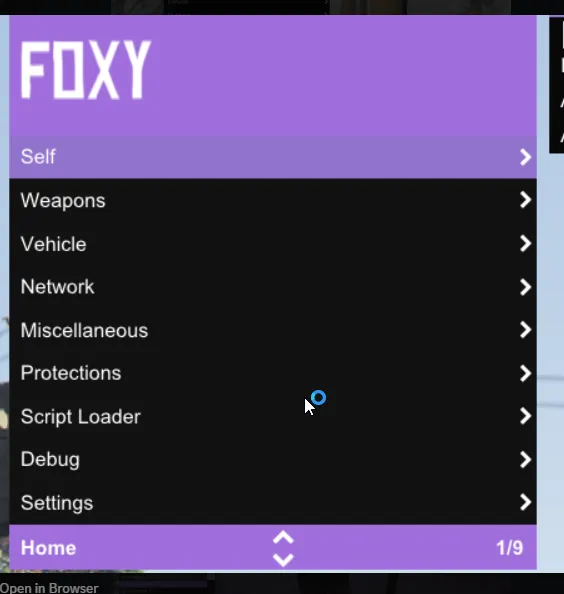 FOXY
Self
Weapons
Vehicle
Network
Miscellaneous
Protections
Script Loader
Debug
Settings
Home 1/9
Open in Browser